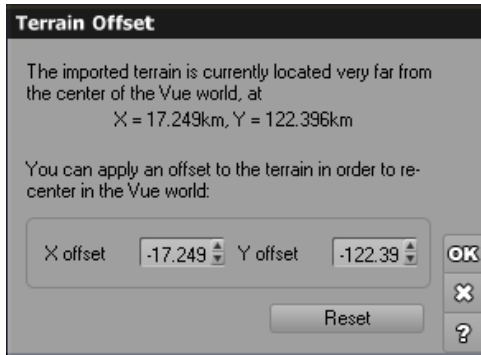 Terrain Offset
The imported terrain is currently located very far from
the center of the Vue world, at
X = 17.249km, Y = 122.396km
You can apply an offset to the terrain in order to re-
center in the Vue world:
X offset -17.249 Y offset -122.39
OK
Reset
?